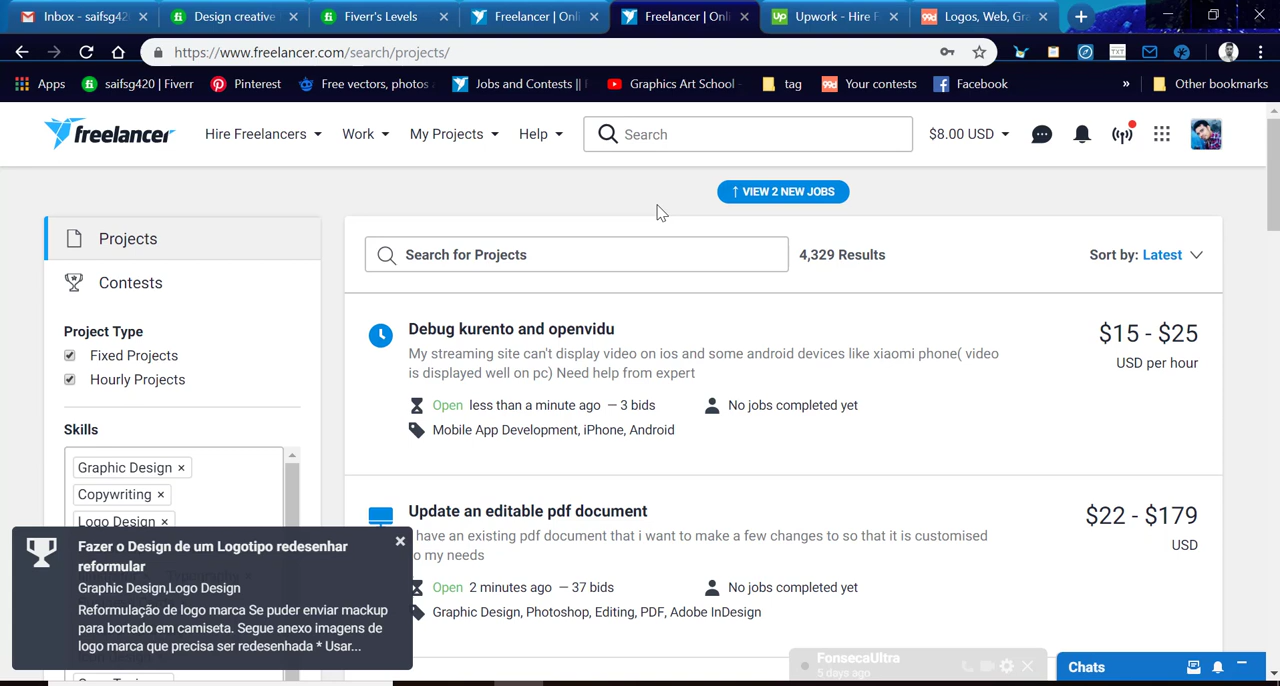 Inbox - saifsg42
Design creative
Fiverr's Levels
Freelancer | Onli
Freelancer | Onli
Upwork - Hire F
Logos, Web, Gra
https://www.freelancer.com/search/projects/
Apps
saifsg420 | Fiverr
Pinterest
Free vectors, photos
Jobs and Contests ||
Graphics Art School
tag
Your contests
Facebook
»
Other bookmarks
freelancer
Hire Freelancers
Work
My Projects
Help
Search
$8.00 USD
↑ VIEW 2 NEW JOBS
Projects
Contests
Project Type
Fixed Projects
Hourly Projects
Skills
Graphic Design ×
Copywriting ×
Logo Design ×
Search for Projects
4,329 Results
Sort by: Latest
Debug kurento and openvidu
$15 - $25
USD per hour
My streaming site can't display video on ios and some android devices like xiaomi phone( video
is displayed well on pc) Need help from expert
Open less than a minute ago — 3 bids
No jobs completed yet
Mobile App Development, iPhone, Android
Update an editable pdf document
$22 - $179
USD
have an existing pdf document that i want to make a few changes to so that it is customised
o my needs
Open 2 minutes ago — 37 bids
No jobs completed yet
Graphic Design, Photoshop, Editing, PDF, Adobe InDesign
Fazer o Design de um Logotipo redesenhar
reformular
Graphic Design,Logo Design
Reformulação de logo marca Se puder enviar mackup
para bortado em camiseta. Segue anexo imagens de
logo marca que precisa ser redesenhada * Usar...
FonsecaUltra
5 days ago
Chats